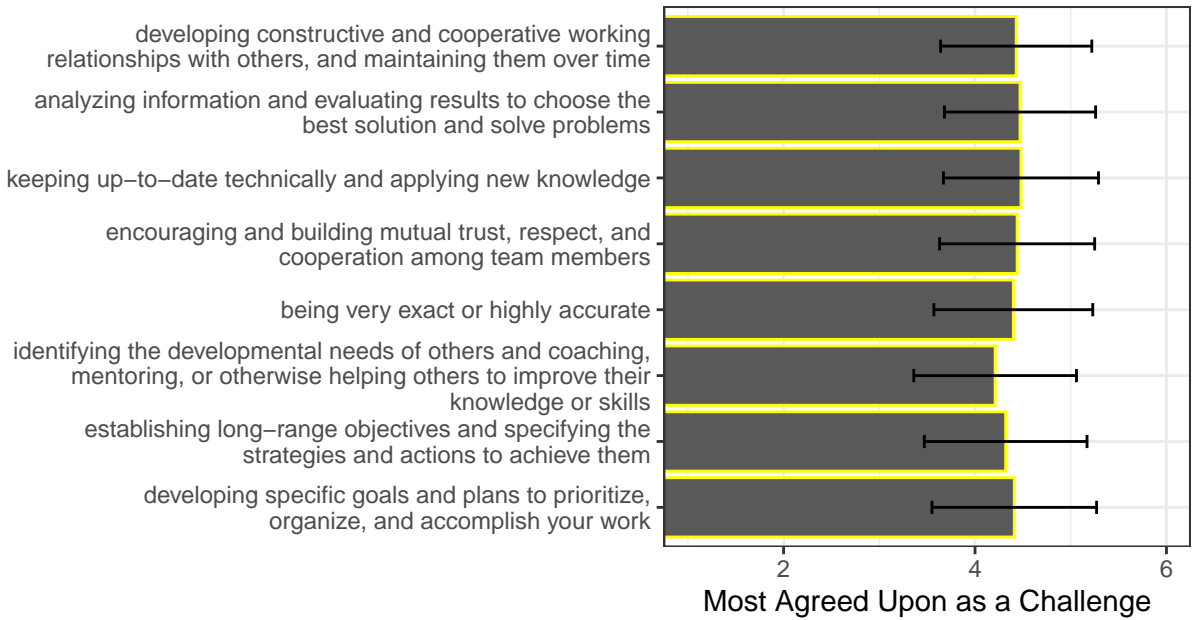 developing constructive and cooperative working
relationships with others, and maintaining them over time
analyzing information and evaluating results to choose the
best solution and solve problems
keeping up−to−date technically and applying new knowledge
encouraging and building mutual trust, respect, and
cooperation among team members
being very exact or highly accurate
identifying the developmental needs of others and coaching,
mentoring, or otherwise helping others to improve their
knowledge or skills
establishing long−range objectives and specifying the
strategies and actions to achieve them
developing specific goals and plans to prioritize,
organize, and accomplish your work
2 4 6
Most Agreed Upon as a Challenge